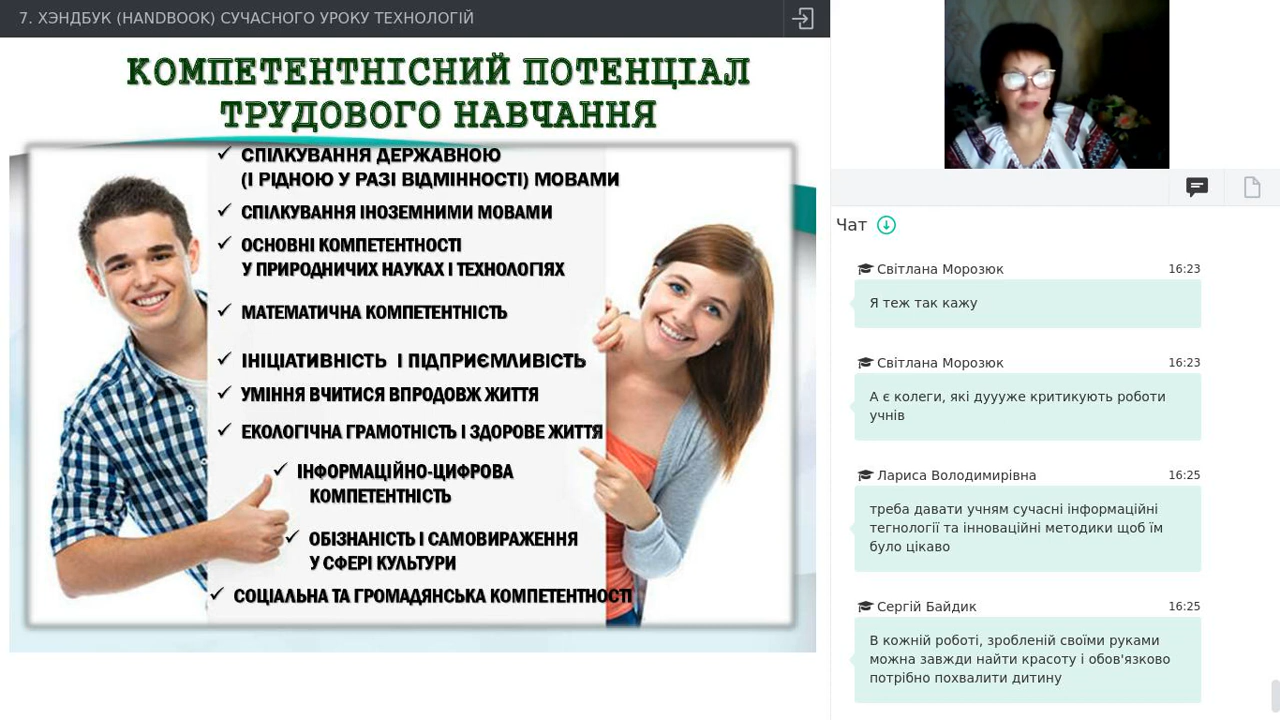 7. ХЭНДБУК (HANDBOOK) СУЧАСНОГО УРОКУ ТЕХНОЛОГІЙ
КОМПЕТЕНТНІСНИЙ ПОТЕНЦІАЛ
ТРУДОВОГО НАВЧАННЯ
✓ СПІЛКУВАННЯ ДЕРЖАВНОЮ
(І РІДНОЮ У РАЗІ ВІДМІННОСТІ) МОВАМИ
✓ СПІЛКУВАННЯ ІНОЗЕМНИМИ МОВАМИ
✓ ОСНОВНІ КОМПЕТЕНТНОСТІ
У ПРИРОДНИЧИХ НАУКАХ І ТЕХНОЛОГІЯХ
✓ МАТЕМАТИЧНА КОМПЕТЕНТНІСТЬ
✓ ІНІЦІАТИВНІСТЬ І ПІДПРИЄМЛИВІСТЬ
✓ УМІННЯ ВЧИТИСЯ ВПРОДОВЖ ЖИТТЯ
✓ ЕКОЛОГІЧНА ГРАМОТНІСТЬ І ЗДОРОВЕ ЖИТТЯ
✓ ІНФОРМАЦІЙНО-ЦИФРОВА
КОМПЕТЕНТНІСТЬ
✓ ОБІЗНАНІСТЬ І САМОВИРАЖЕННЯ
У СФЕРІ КУЛЬТУРИ
✓ СОЦІАЛЬНА ТА ГРОМАДЯНСЬКА КОМПЕТЕНТНОСТІ
Чат
Світлана Морозюк 16:23
Я теж так кажу
Світлана Морозюк 16:23
А є колеги, які дуууже критикують роботи
учнів
Лариса Володимирівна 16:25
треба давати учням сучасні інформаційні
тегнології та інноваційні методики щоб їм
було цікаво
Сергій Байдик 16:25
В кожній роботі, зробленій своїми руками
можна завжди найти красоту і обов'язково
потрібно похвалити дитину